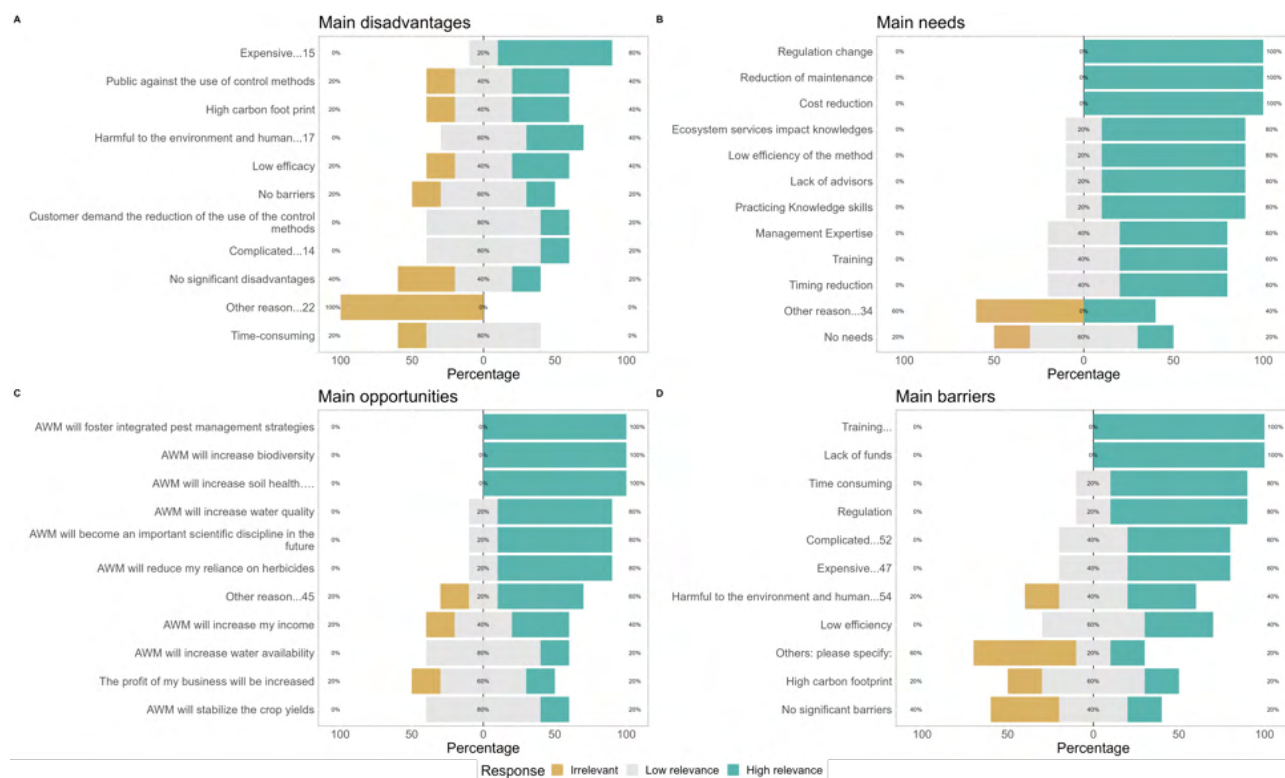 A
Main disadvantages
Expensive...15 0% 20% 80%
Public against the use of control methods 20% 40% 40%
High carbon foot print 20% 40% 40%
Harmful to the environment and human...17 0% 60% 40%
Low efficacy 20% 40% 40%
No barriers 20% 60% 20%
Customer demand the reduction of the use of the control
methods 0% 80% 20%
Complicated...14 0% 80% 20%
No significant disadvantages 40% 40% 20%
Other reason...22 100% 0% 0%
Time-consuming 20% 80% 0%
100 50 0 50 100
Percentage
B
Main needs
Regulation change 0% 0% 100%
Reduction of maintenance 0% 0% 100%
Cost reduction 0% 0% 100%
Ecosystem services impact knowledges 0% 20% 80%
Low efficiency of the method 0% 20% 80%
Lack of advisors 0% 20% 80%
Practicing Knowledge skills 0% 20% 80%
Management Expertise 0% 40% 60%
Training 0% 40% 60%
Timing reduction 0% 40% 60%
Other reason...34 60% 0% 40%
No needs 20% 60% 20%
100 50 0 50 100
Percentage
C
Main opportunities
AWM will foster integrated pest management strategies 0% 0% 100%
AWM will increase biodiversity 0% 0% 100%
AWM will increase soil health.... 0% 0% 100%
AWM will increase water quality 0% 20% 80%
AWM will become an important scientific discipline in the
future 0% 20% 80%
AWM will reduce my reliance on herbicides 0% 20% 80%
Other reason...45 20% 20% 60%
AWM will increase my income 20% 40% 40%
AWM will increase water availability 0% 80% 20%
The profit of my business will be increased 20% 60% 20%
AWM will stabilize the crop yields 0% 80% 20%
100 50 0 50 100
Percentage
D
Main barriers
Training... 0% 0% 100%
Lack of funds 0% 0% 100%
Time consuming 0% 20% 80%
Regulation 0% 20% 80%
Complicated...52 0% 40% 60%
Expensive...47 0% 40% 60%
Harmful to the environment and human...54 20% 40% 40%
Low efficiency 0% 60% 40%
Others: please specify: 60% 20% 20%
High carbon footprint 20% 60% 20%
No significant barriers 40% 40% 20%
100 50 0 50 100
Percentage
Response Irrelevant Low relevance High relevance